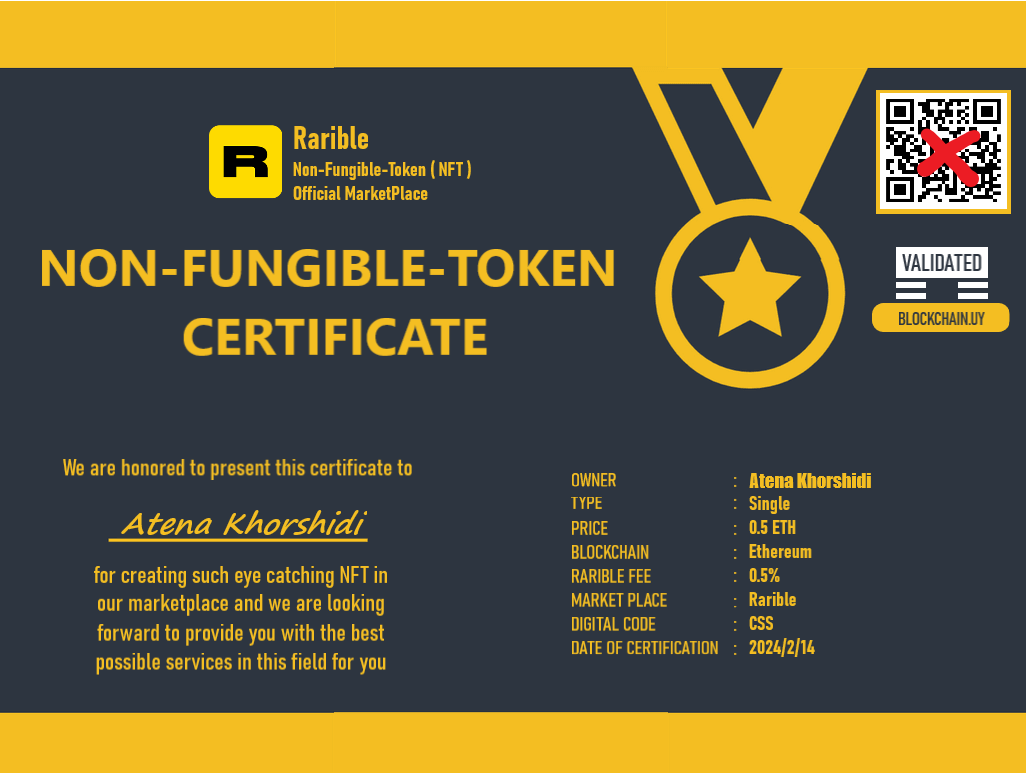 Rarible
Non-Fungible-Token ( NFT )
Official MarketPlace
NON-FUNGIBLE-TOKEN
CERTIFICATE
VALIDATED
BLOCKCHAIN.UY
We are honored to present this certificate to
Atena Khorshidi
for creating such eye catching NFT in
our marketplace and we are looking
forward to provide you with the best
possible services in this field for you
OWNER : Atena Khorshidi
TYPE : Single
PRICE : 0.5 ETH
BLOCKCHAIN : Ethereum
RARIBLE FEE : 0.5%
MARKET PLACE : Rarible
DIGITAL CODE : CSS
DATE OF CERTIFICATION : 2024/2/14